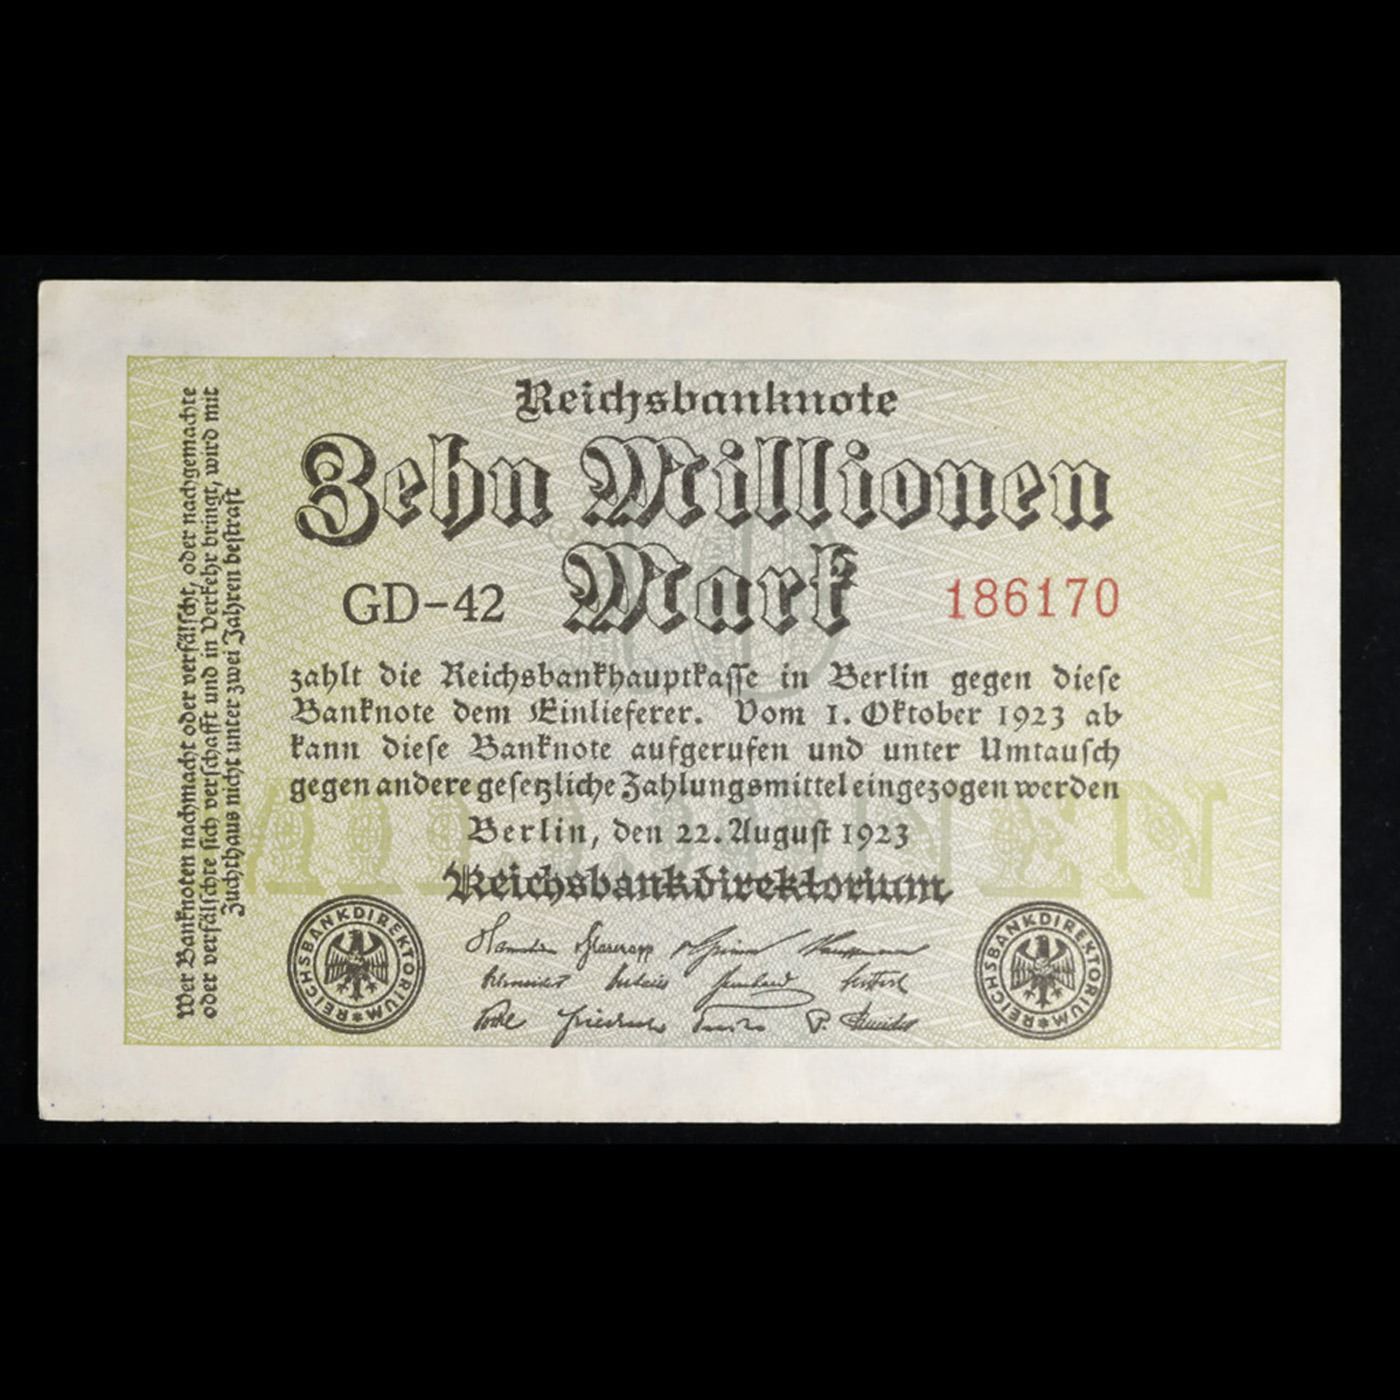 Reichsbanknote
Zehn Millionen
Mark
GD-42
186170
zahlt die Reichsbankhauptkasse in Berlin gegen diese
Banknote dem Einlieferer. Vom 1. Oktober 1923 ab
kann diese Banknote aufgerufen und unter Umtausch
gegen andere gesetzliche Zahlungsmittel eingezogen werden
Berlin, den 22. August 1923
Reichsbankdirektorium
REICHSBANKDIREKTORIUM
REICHSBANKDIREKTORIUM
Wer Banknoten nachmacht oder verfälscht, oder nachgemachte
oder verfälschte sich verschafft und in Verkehr bringt, wird mit
Zuchthaus nicht unter zwei Jahren bestraft
10
MILLIONEN